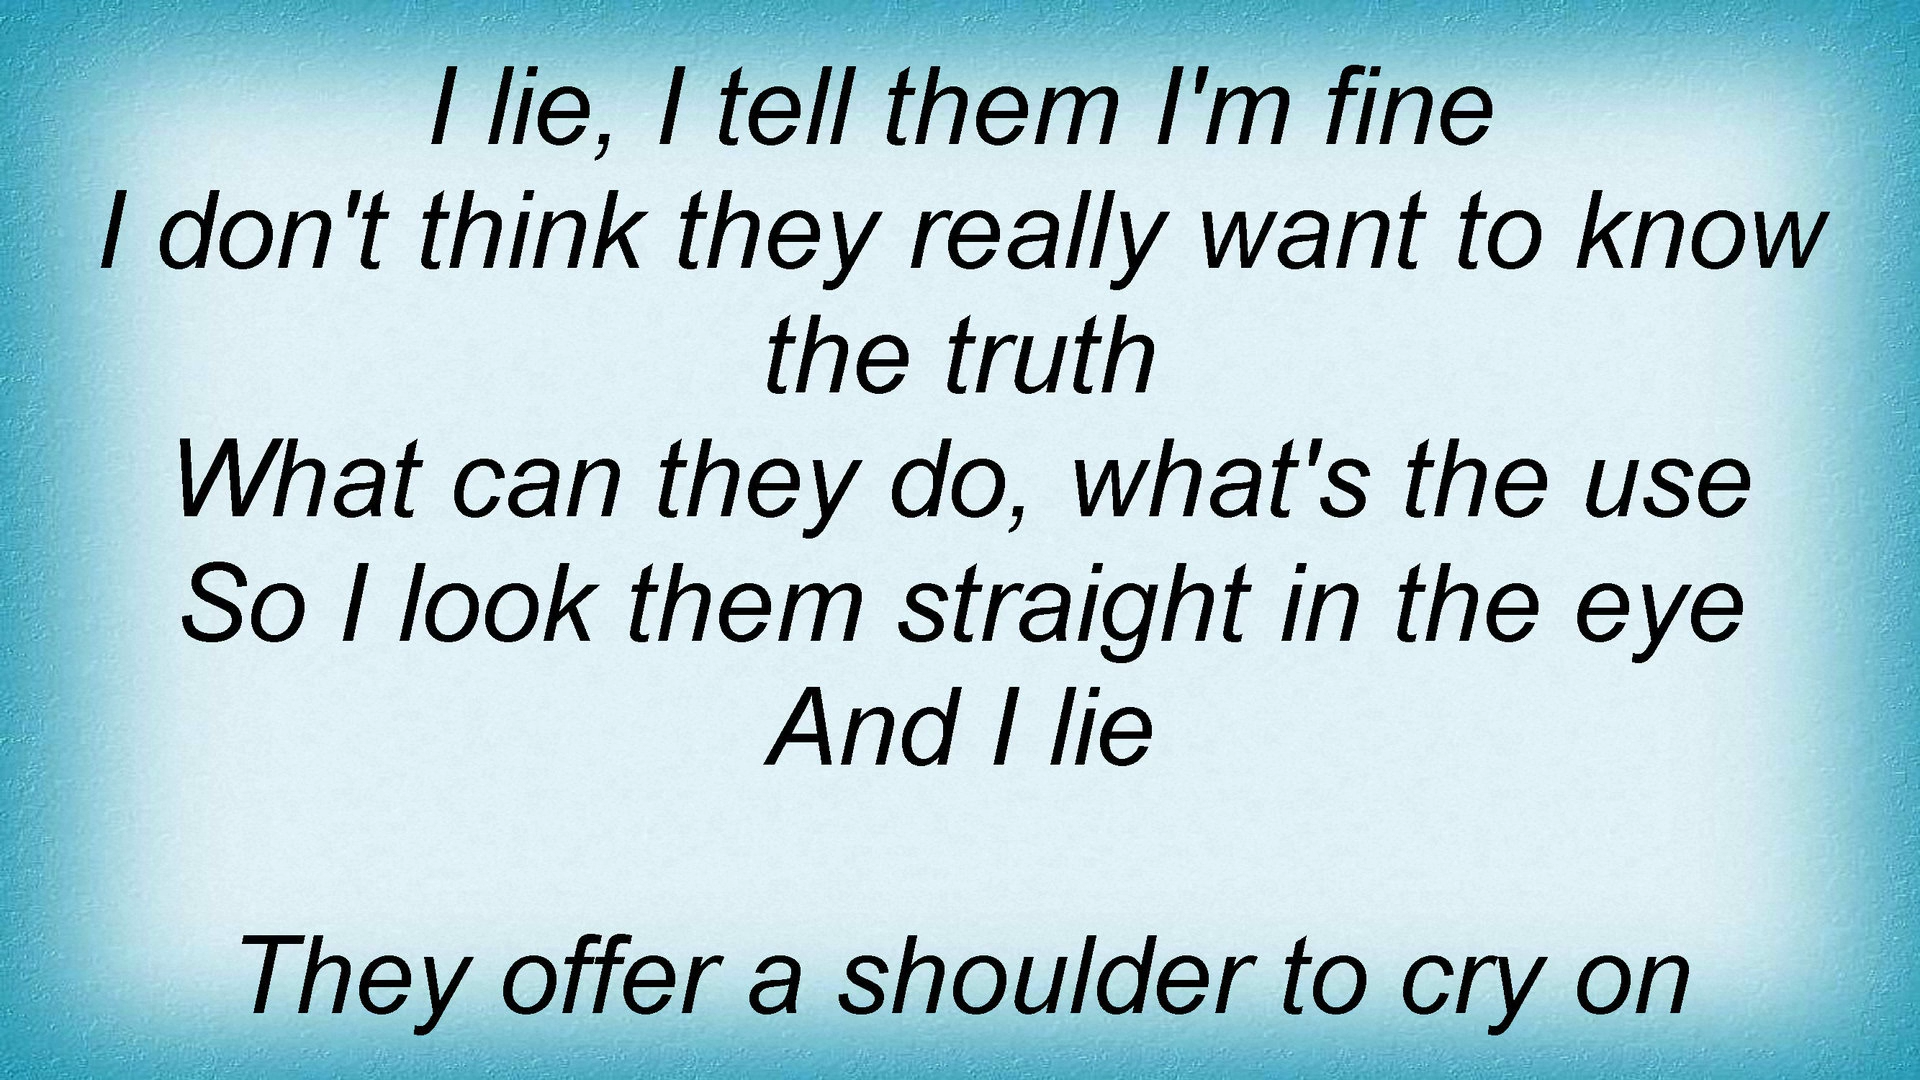 I lie, I tell them I'm fine
I don't think they really want to know
the truth
What can they do, what's the use
So I look them straight in the eye
And I lie
They offer a shoulder to cry on